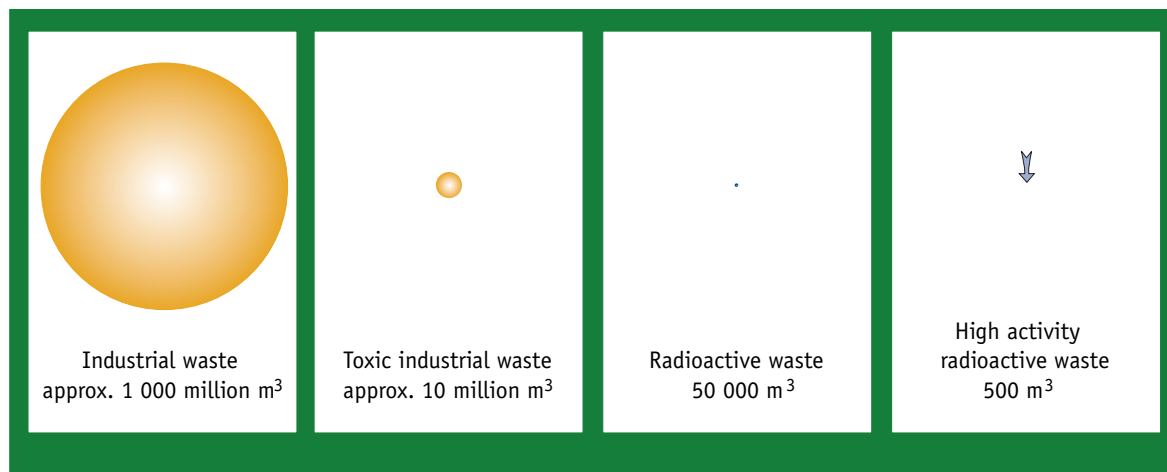 Industrial waste
approx. 1 000 million m³
Toxic industrial waste
approx. 10 million m³
Radioactive waste
50 000 m³
High activity
radioactive waste
500 m³